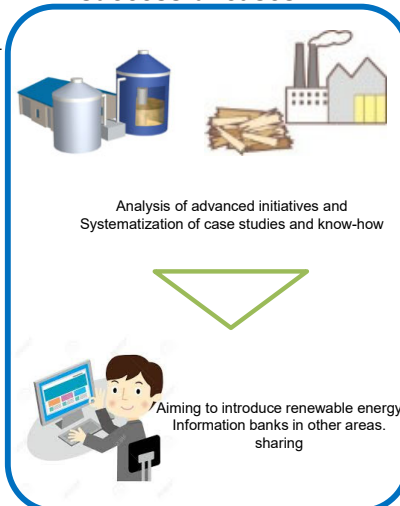 Analysis of advanced initiatives and
Systematization of case studies and know-how
Aiming to introduce renewable energy
Information banks in other areas.
sharing